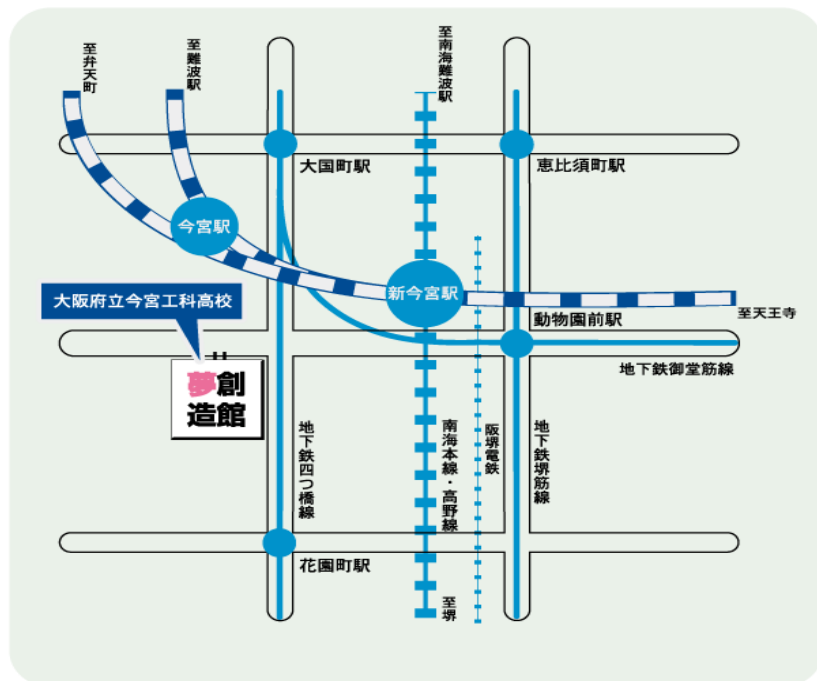 至弁天町
至難波駅
至南海難波駅
大国町駅
恵比須町駅
今宮駅
新今宮駅
大阪府立今宮工科高校
至天王寺
動物園前駅
地下鉄御堂筋線
夢創
造館
地下鉄四つ橋線
南海本線・高野線
阪堺電鉄
地下鉄堺筋線
花園町駅
至堺